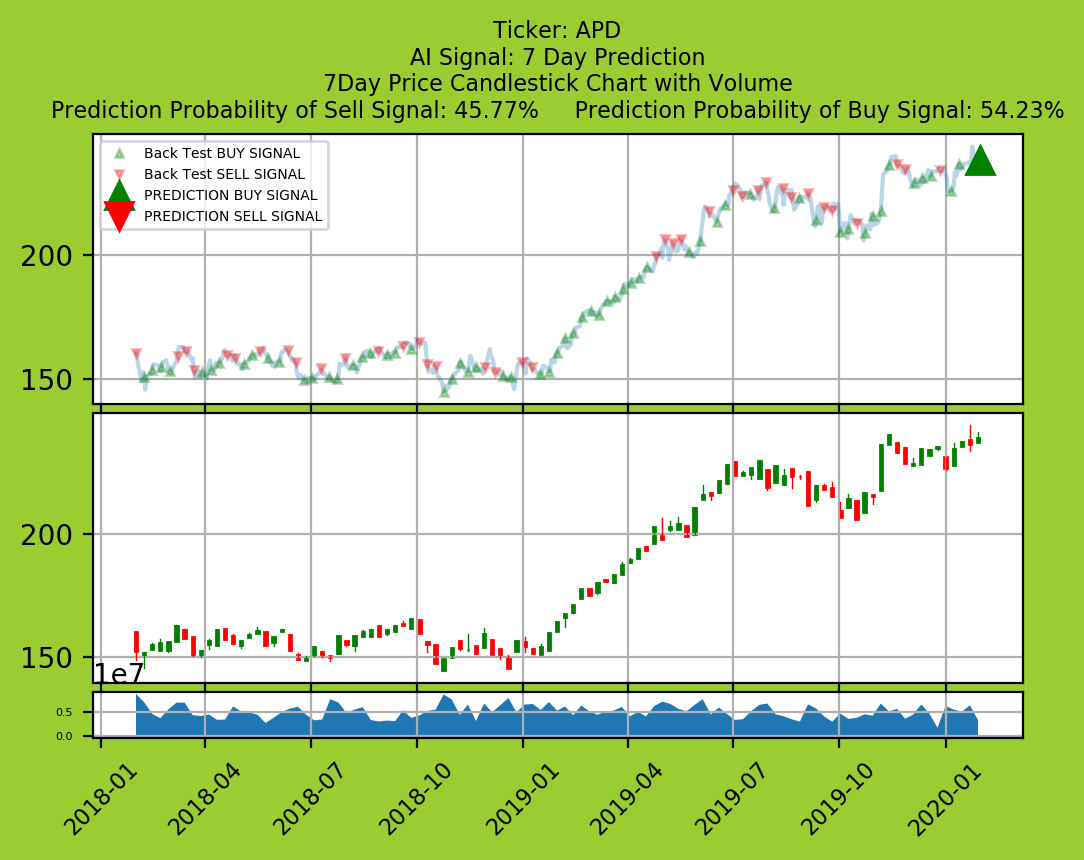 Ticker: APD
AI Signal: 7 Day Prediction
7Day Price Candlestick Chart with Volume
Prediction Probability of Sell Signal: 45.77%     Prediction Probability of Buy Signal: 54.23%
Back Test BUY SIGNAL
Back Test SELL SIGNAL
PREDICTION BUY SIGNAL
PREDICTION SELL SIGNAL
200
150
200
150
1e7
0.5
0.0
2018-01 2018-04 2018-07 2018-10 2019-01 2019-04 2019-07 2019-10 2020-01